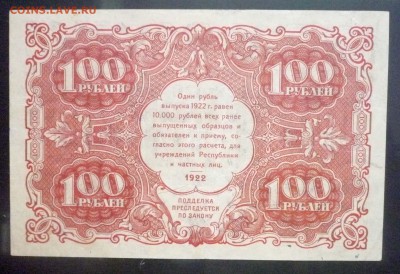 COINS.LAVE.RU
100 100
РУБЛЕЙ РУБЛЕЙ
Один рубль
выпуска 1922 г. равен
10.000 рублей всех ранее
выпущенных образцов и
обязателен к приему, со-
гласно этого расчета, для
учреждений Республики
и частных лиц.
1922
100 100
РУБЛЕЙ РУБЛЕЙ
ПОДДЕЛКА
ПРЕСЛЕДУЕТСЯ
ПО ЗАКОНУ